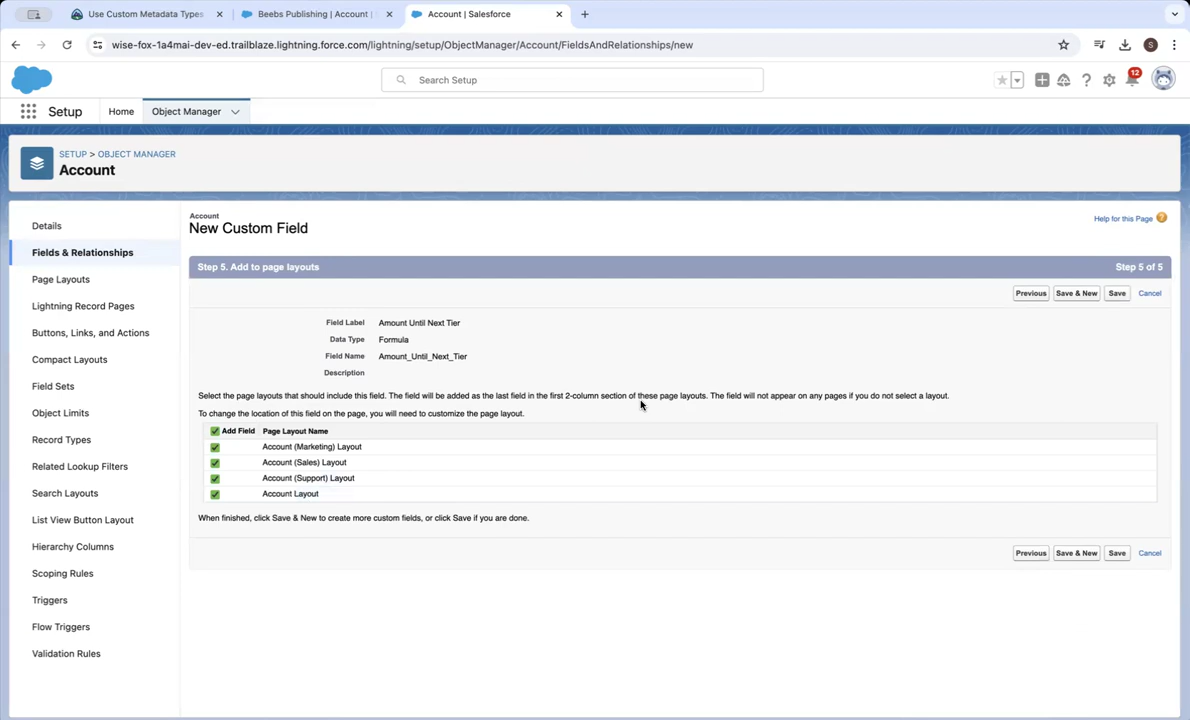 Use Custom Metadata Types
Beebs Publishing | Account |
Account | Salesforce
wise-fox-1a4mai-dev-ed.trailblaze.lightning.force.com/lightning/setup/ObjectManager/Account/FieldsAndRelationships/new
S
Search Setup
12
Setup
Home
Object Manager
SETUP > OBJECT MANAGER
Account
Details
Fields & Relationships
Page Layouts
Lightning Record Pages
Buttons, Links, and Actions
Compact Layouts
Field Sets
Object Limits
Record Types
Related Lookup Filters
Search Layouts
List View Button Layout
Hierarchy Columns
Scoping Rules
Triggers
Flow Triggers
Validation Rules
Account
New Custom Field
Help for this Page
Step 5. Add to page layouts
Step 5 of 5
Previous Save & New Save Cancel
Field Label Amount Until Next Tier
Data Type Formula
Field Name Amount_Until_Next_Tier
Description
Select the page layouts that should include this field. The field will be added as the last field in the first 2-column section of these page layouts. The field will not appear on any pages if you do not select a layout.
To change the location of this field on the page, you will need to customize the page layout.
Add Field Page Layout Name
Account (Marketing) Layout
Account (Sales) Layout
Account (Support) Layout
Account Layout
When finished, click Save & New to create more custom fields, or click Save if you are done.
Previous Save & New Save Cancel